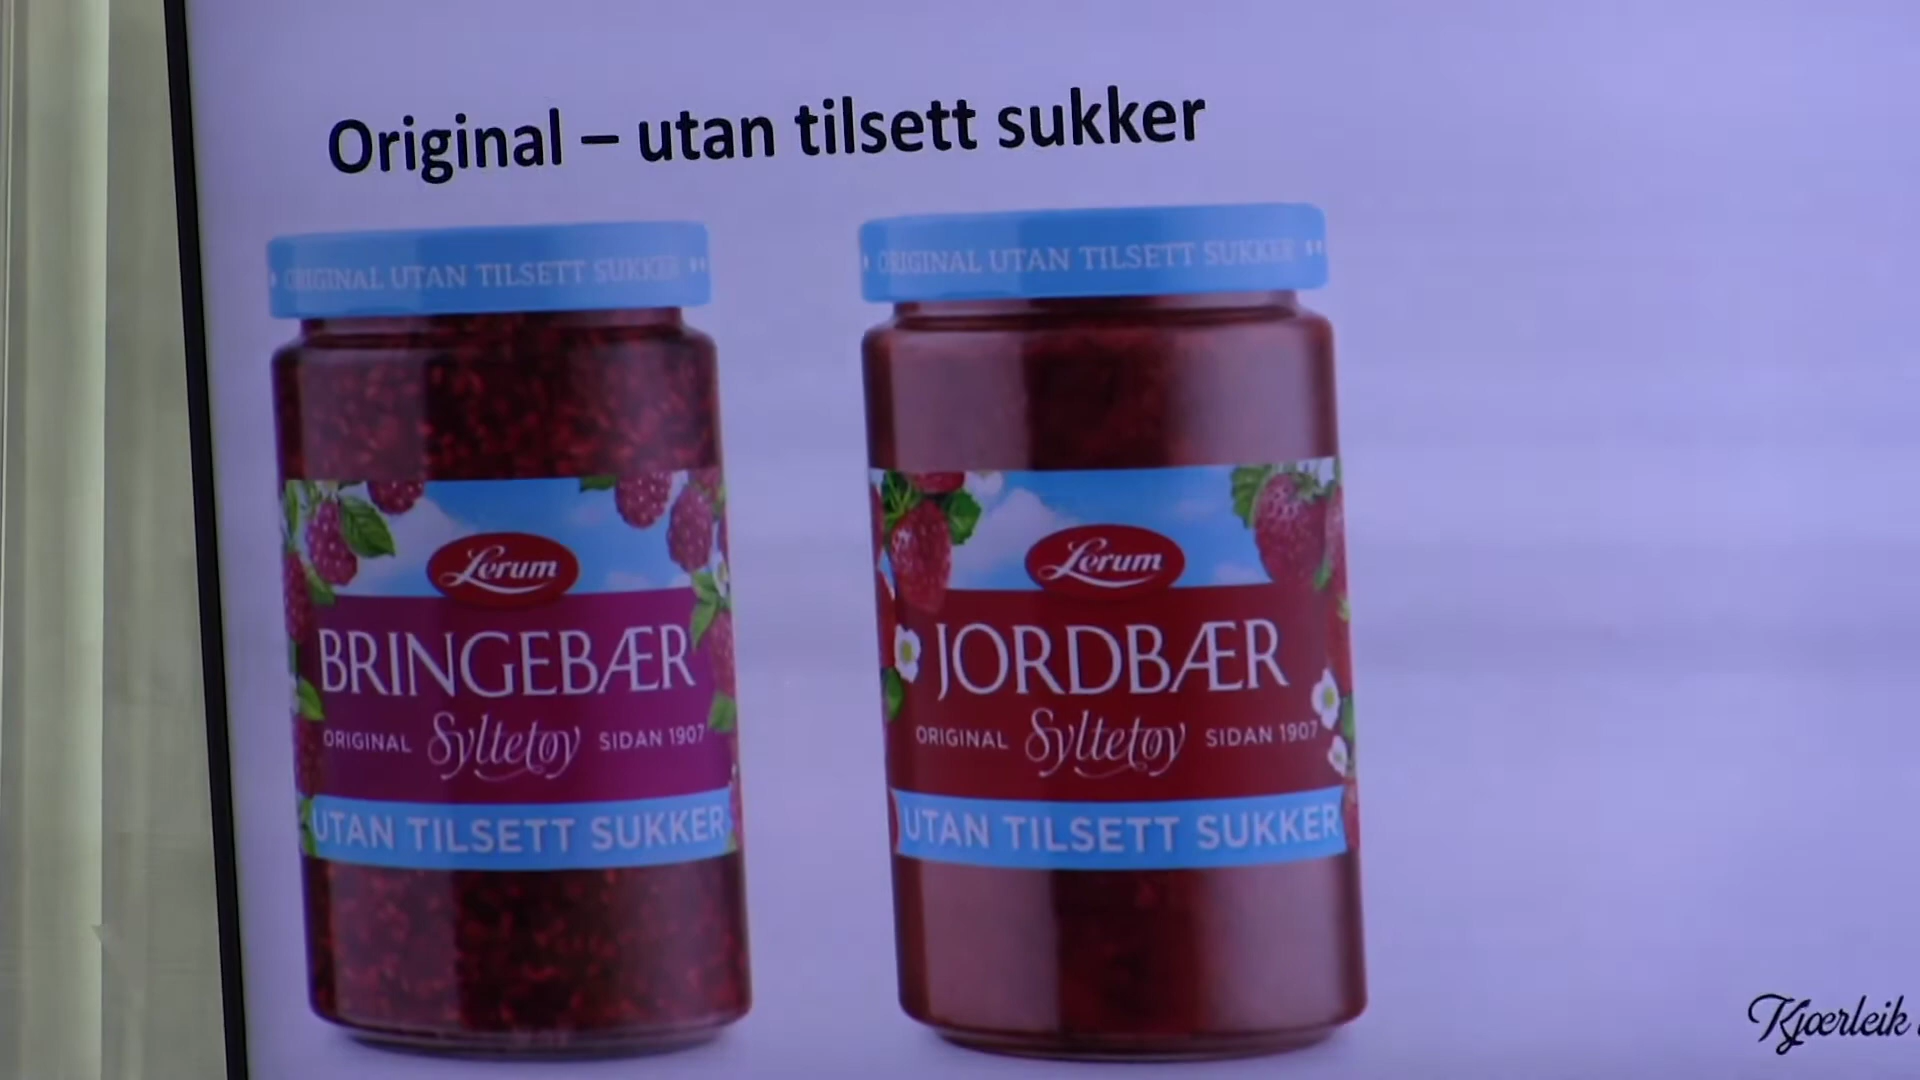 Original – utan tilsett sukker
ORIGINAL UTAN TILSETT SUKKER
Lerum
BRINGEBÆR
ORIGINAL Syltetøy SIDAN 1907
UTAN TILSETT SUKKER
ORIGINAL UTAN TILSETT SUKKER
Lerum
JORDBÆR
ORIGINAL Syltetøy SIDAN 1907
UTAN TILSETT SUKKER
Kjærleik